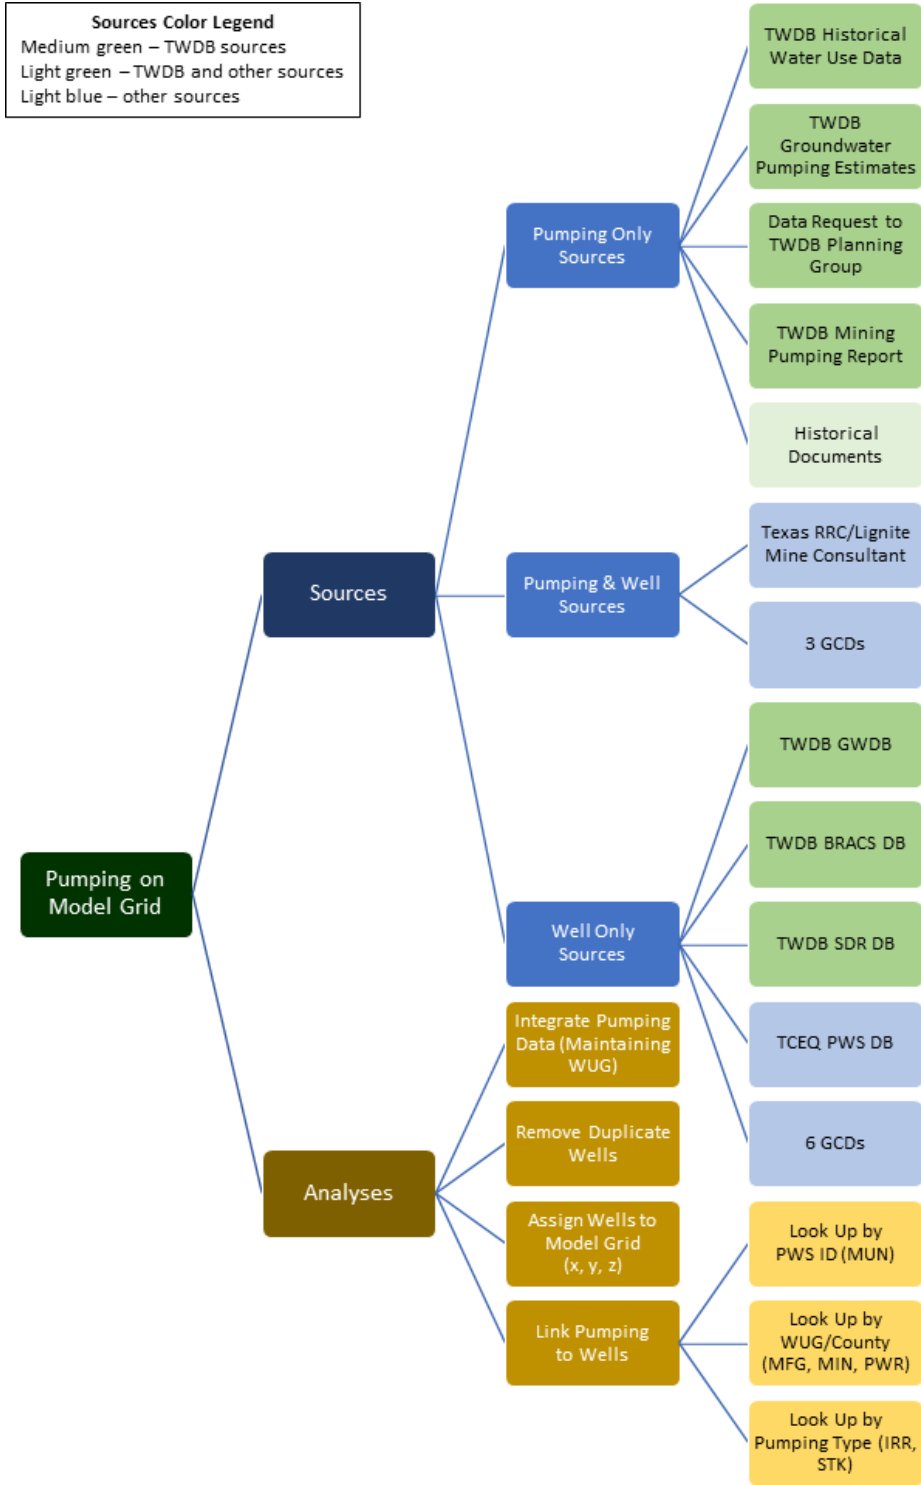 Sources Color Legend
Medium green – TWDB sources
Light green – TWDB and other sources
Light blue – other sources
TWDB Historical
Water Use Data
TWDB
Groundwater
Pumping Estimates
Pumping Only
Sources
Data Request to
TWDB Planning
Group
TWDB Mining
Pumping Report
Historical
Documents
Sources
Pumping & Well
Sources
Texas RRC/Lignite
Mine Consultant
3 GCDs
TWDB GWDB
TWDB BRACS DB
Pumping on
Model Grid
Well Only
Sources
TWDB SDR DB
TCEQ PWS DB
6 GCDs
Analyses
Integrate Pumping
Data (Maintaining
WUG)
Remove Duplicate
Wells
Assign Wells to
Model Grid
(x, y, z)
Link Pumping
to Wells
Look Up by
PWS ID (MUN)
Look Up by
WUG/County
(MFG, MIN, PWR)
Look Up by
Pumping Type (IRR,
STK)